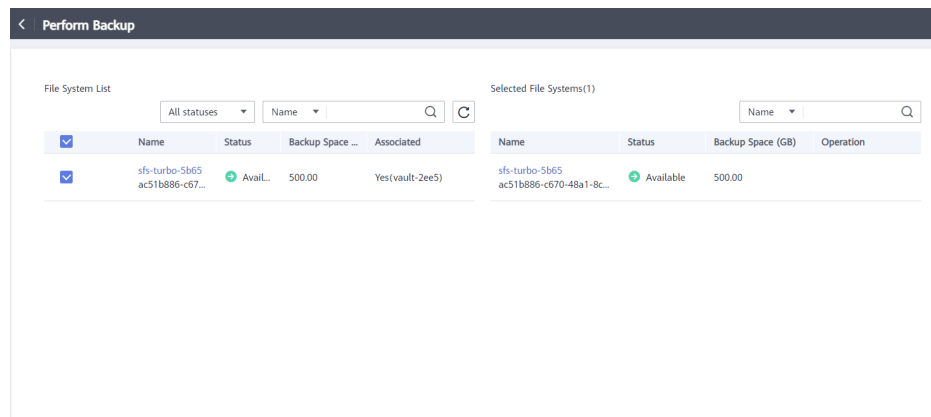 Perform Backup
File System List
All statuses
Name
Name Status Backup Space ... Associated
sfs-turbo-5b65
ac51b886-c67...
Avail...
500.00
Yes(vault-2ee5)
Selected File Systems(1)
Name
Name Status Backup Space (GB) Operation
sfs-turbo-5b65
ac51b886-c670-48a1-8c...
Available
500.00